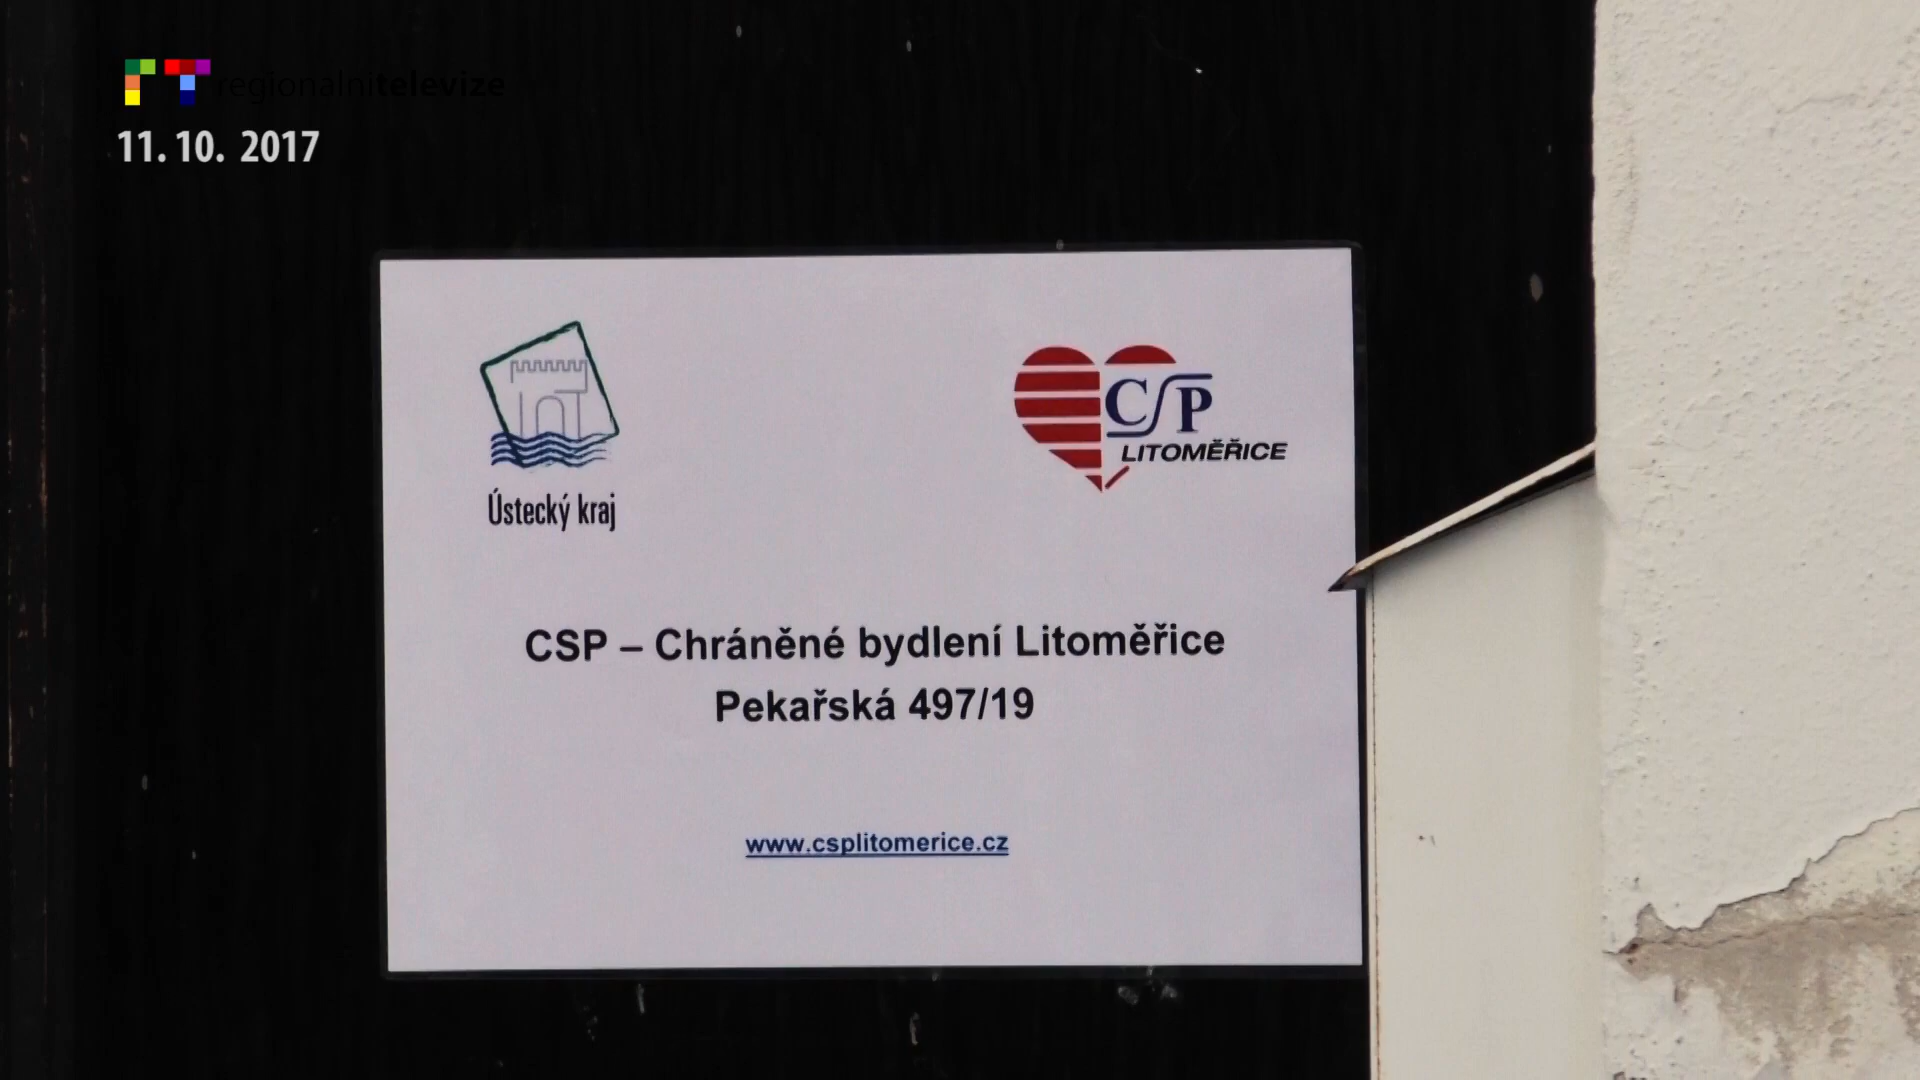 regionalnitelevize
11. 10. 2017
Ústecký kraj
CSP
LITOMĚŘICE
CSP – Chráněné bydlení Litoměřice
Pekařská 497/19
www.csplitomerice.cz